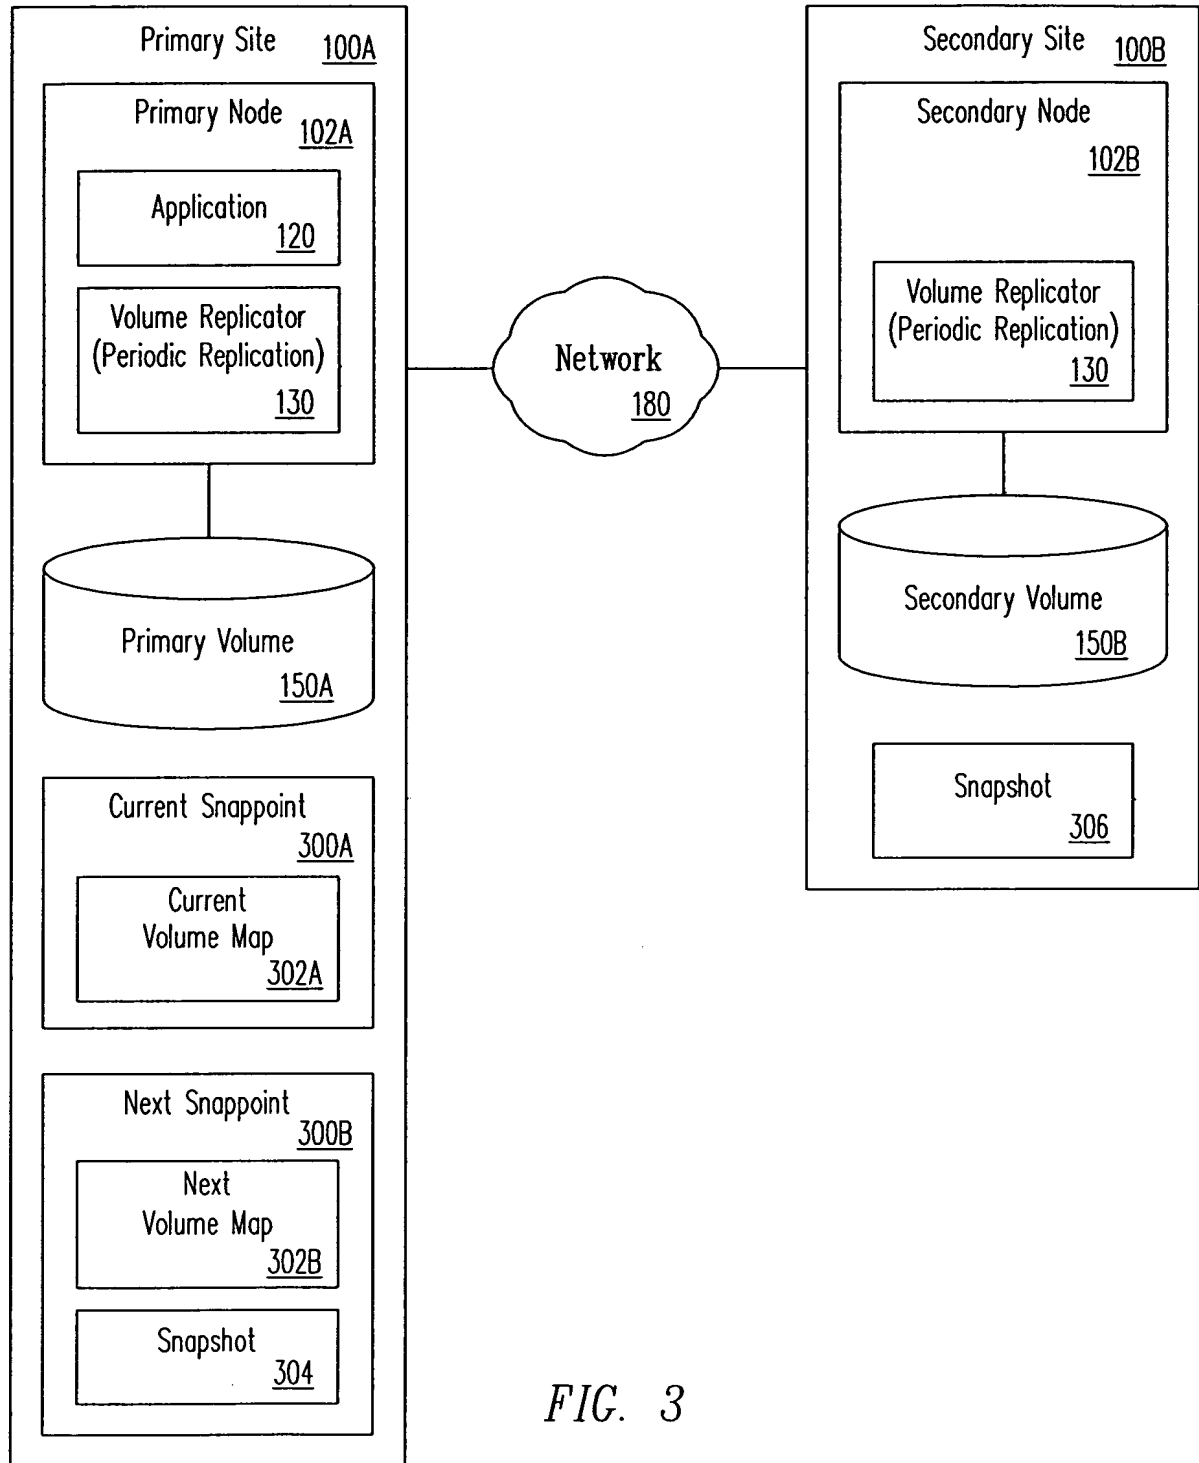 Primary Site
100A
Primary Node
102A
Application
120
Volume Replicator
(Periodic Replication)
130
Primary Volume
150A
Current Snappoint
300A
Current
Volume Map
302A
Next Snappoint
300B
Next
Volume Map
302B
Snapshot
304
Network
180
Secondary Site
100B
Secondary Node
102B
Volume Replicator
(Periodic Replication)
130
Secondary Volume
150B
Snapshot
306
FIG. 3